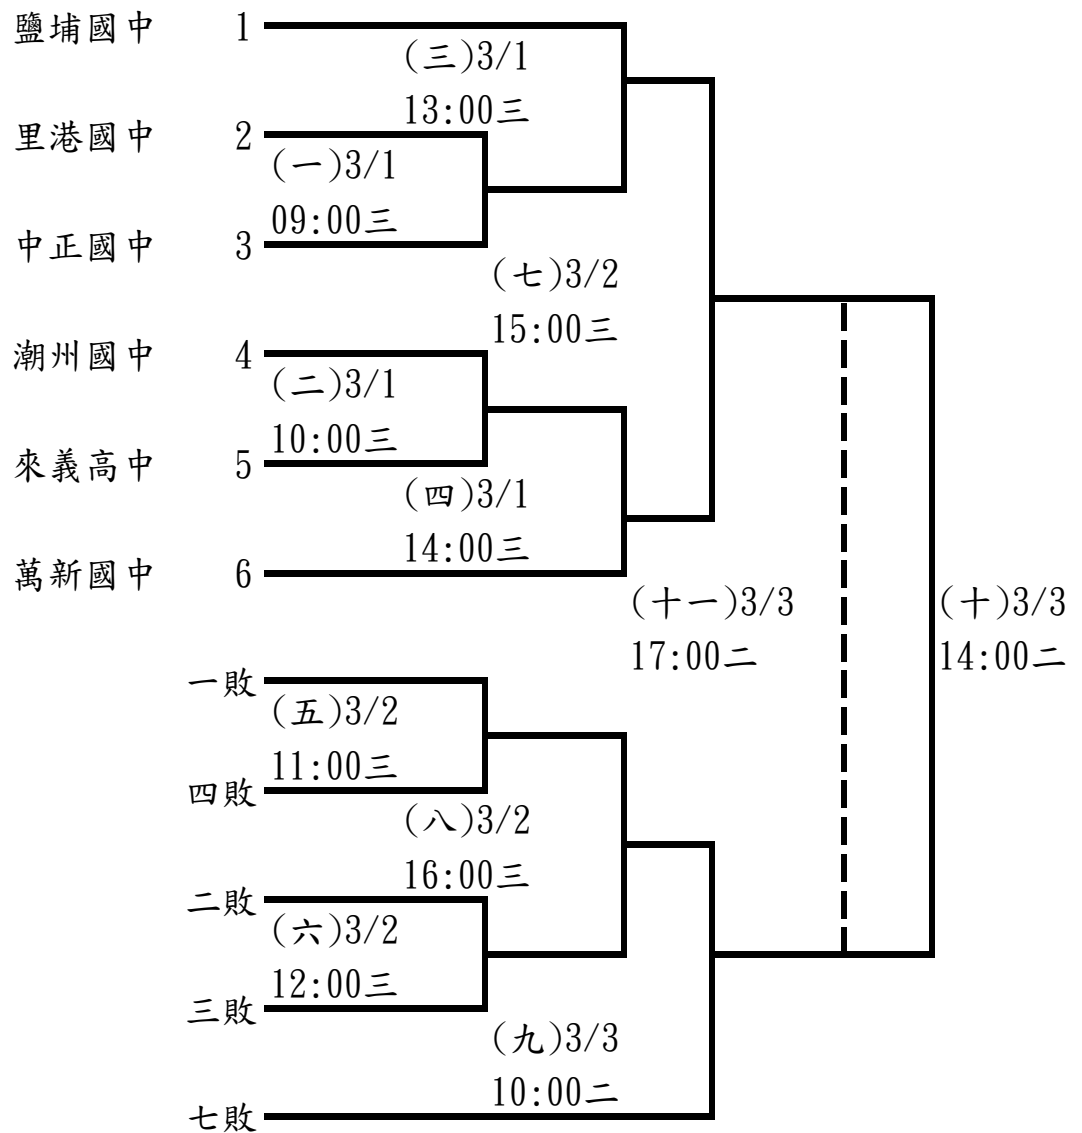 鹽埔國中 1
(三)3/1
13:00三
里港國中 2
(一)3/1
09:00三
中正國中 3
(七)3/2
15:00三
潮州國中 4
(二)3/1
10:00三
來義高中 5
(四)3/1
14:00三
萬新國中 6
(十一)3/3
17:00二
(十)3/3
14:00二
一敗
(五)3/2
11:00三
四敗
(八)3/2
16:00三
二敗
(六)3/2
12:00三
三敗
(九)3/3
10:00二
七敗